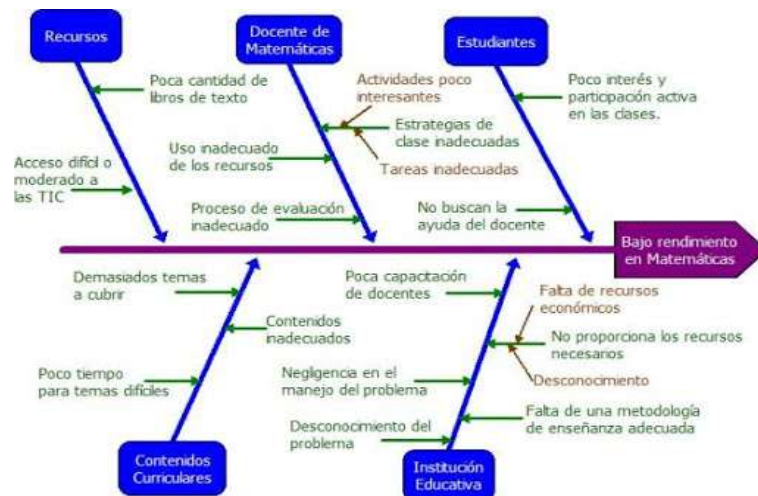 Recursos
Docente de
Matemáticas
Estudiantes
Poca cantidad de
libros de texto
Acceso difícil o
moderado a
las TIC
Actividades poco
interesantes
Estrategias de
clase inadecuadas
Tareas inadecuadas
Uso inadecuado
de los recursos
Proceso de evaluación
inadecuado
Poco interés y
participación activa
en las clases.
No buscan la
ayuda del docente
Bajo rendimiento
en Matemáticas
Demasiados temas
a cubrir
Contenidos
inadecuados
Poco tiempo
para temas difíciles
Poca capacitación
de docentes
Falta de recursos
económicos
No proporciona los recursos
necesarios
Desconocimiento
Negligencia en el
manejo del problema
Falta de una metodología
de enseñanza adecuada
Desconocimiento del
problema
Contenidos
Curriculares
Institución
Educativa